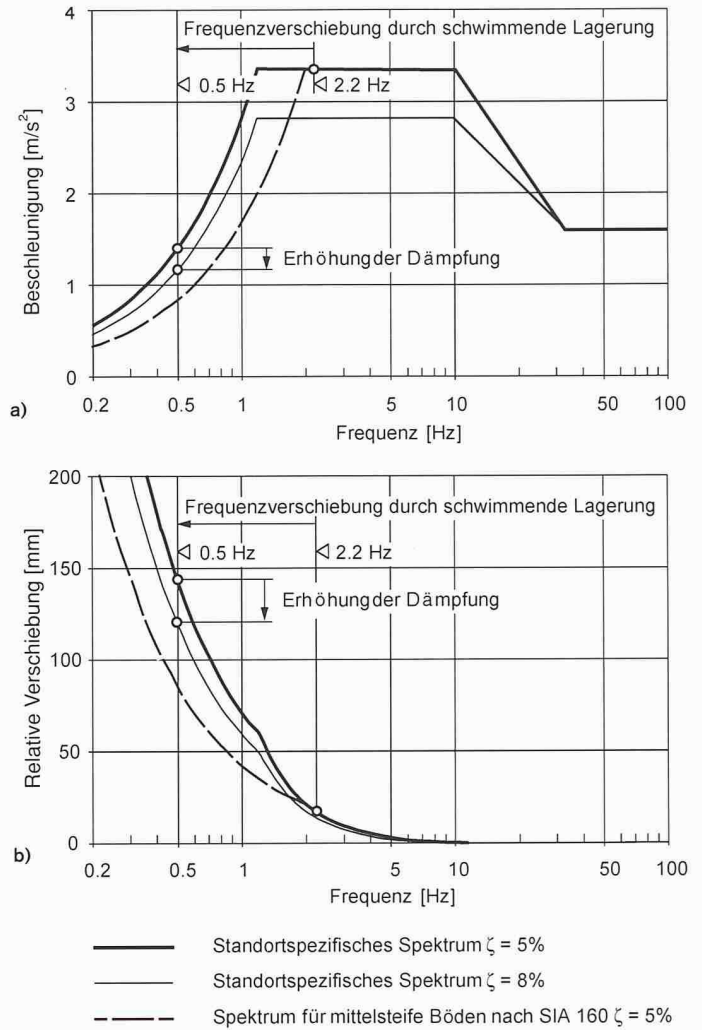 4
Frequenzverschiebung durch schwimmende Lagerung
0.5 Hz
2.2 Hz
3
2
Erhöhung der Dämpfung
1
0
Beschleunigung [m/s²]
a)
0.2 0.5 1 5 10 50 100
Frequenz [Hz]
200
Frequenzverschiebung durch schwimmende Lagerung
0.5 Hz
2.2 Hz
150
Erhöhung der Dämpfung
100
50
0
Relative Verschiebung [mm]
b)
0.2 0.5 1 5 10 50 100
Frequenz [Hz]
Standortspezifisches Spektrum ζ = 5%
Standortspezifisches Spektrum ζ = 8%
Spektrum für mittelsteife Böden nach SIA 160 ζ = 5%